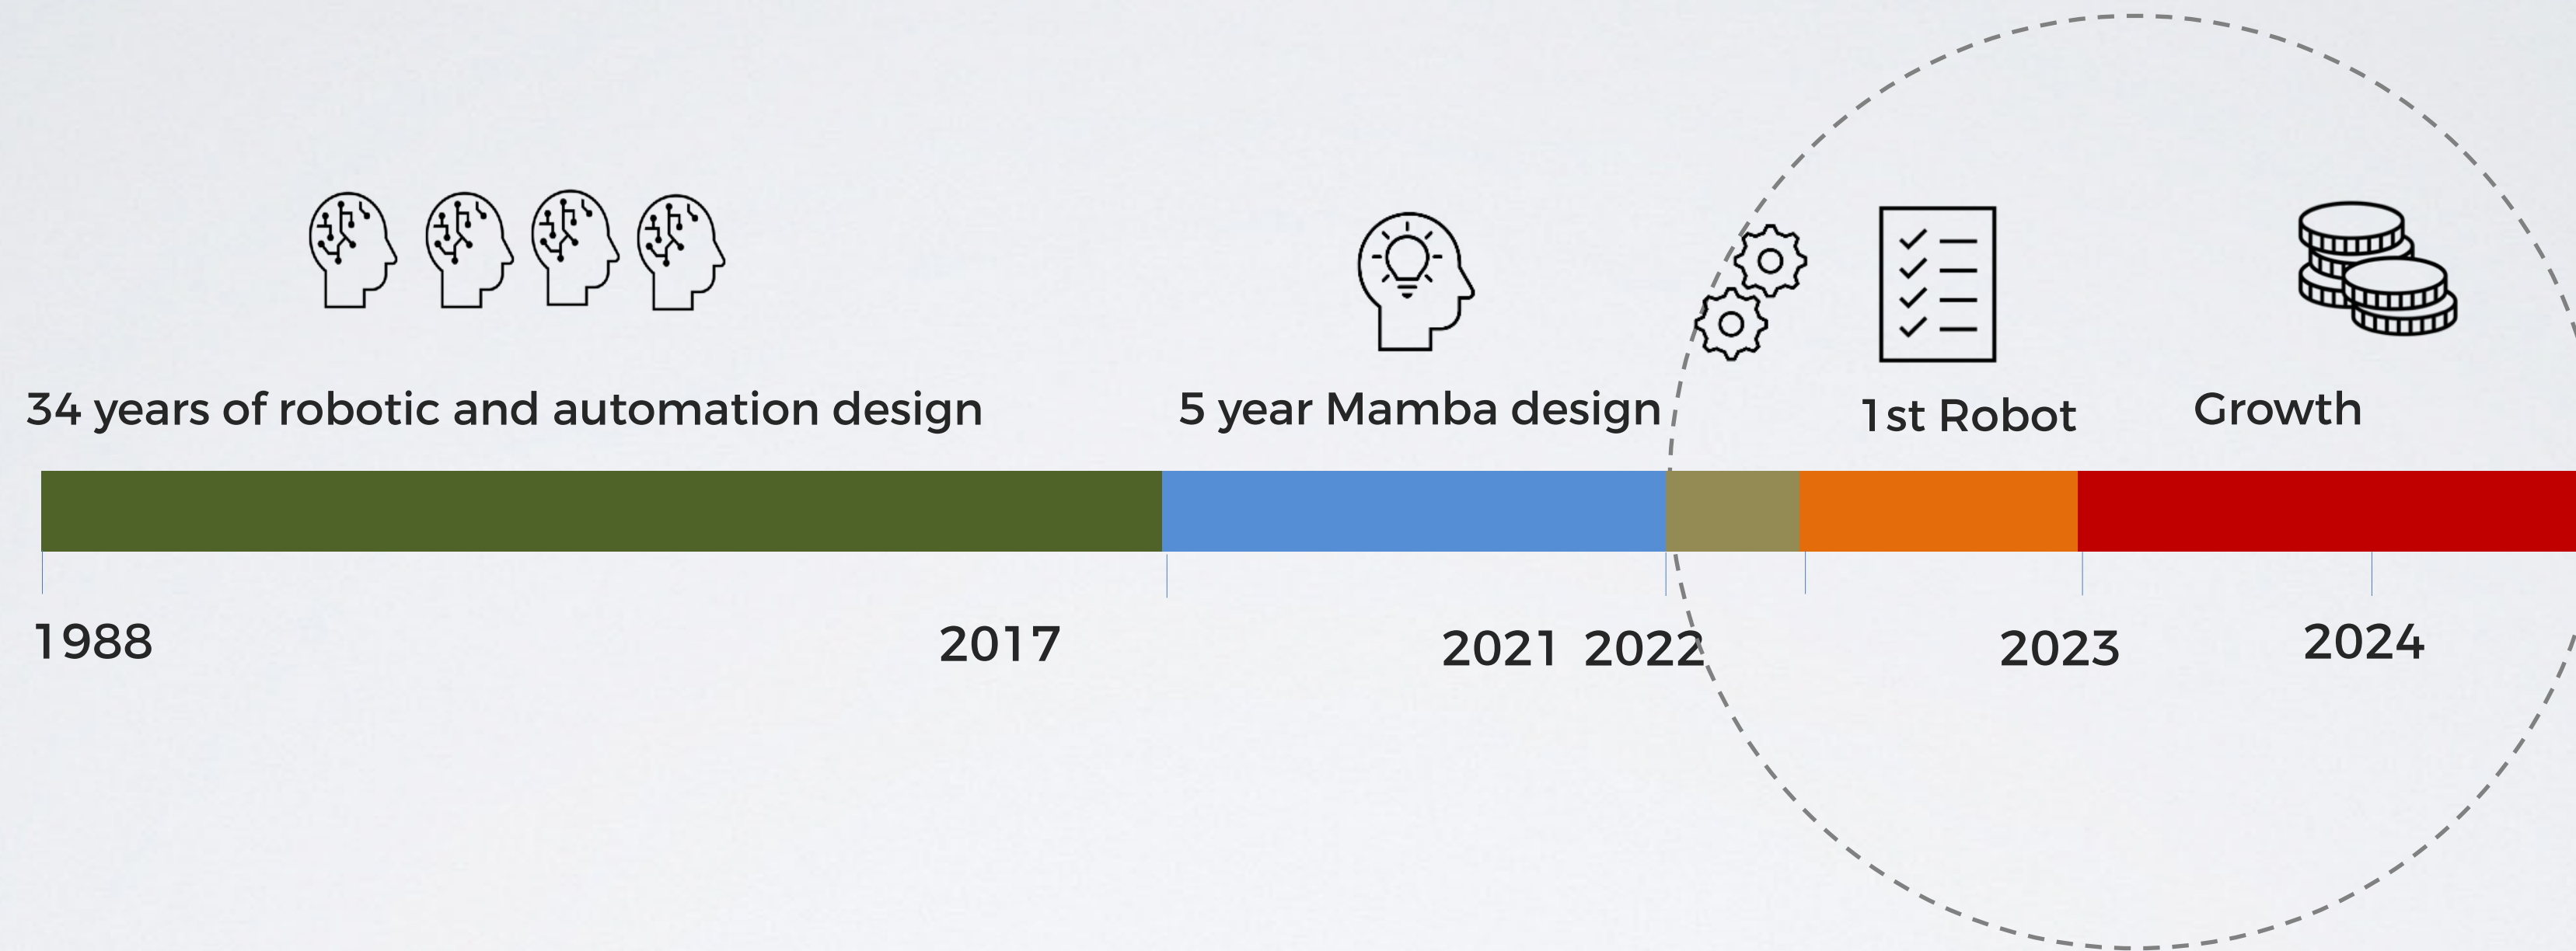 34 years of robotic and automation design
5 year Mamba design
1st Robot
Growth
1988
2017
2021
2022
2023
2024